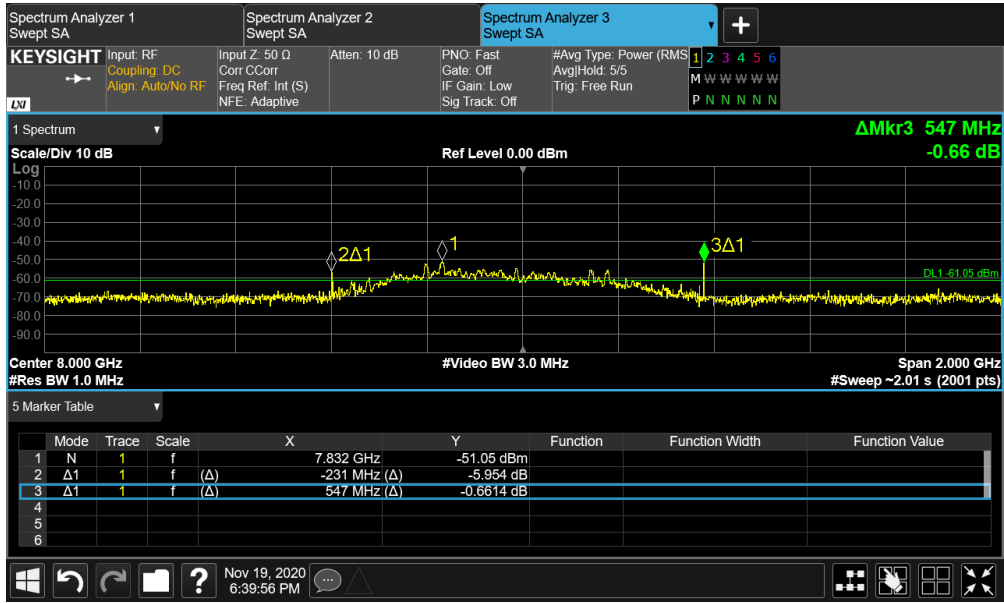 Spectrum Analyzer 1
Swept SA
Spectrum Analyzer 2
Swept SA
Spectrum Analyzer 3
Swept SA
+
KEYSIGHT
LXI
Input: RF
Coupling: DC
Align: Auto/No RF
Input Z: 50 Ω
Corr CCorr
Freq Ref: Int (S)
NFE: Adaptive
Atten: 10 dB
PNO: Fast
Gate: Off
IF Gain: Low
Sig Track: Off
#Avg Type: Power (RMS
Avg|Hold: 5/5
Trig: Free Run
1 2 3 4 5 6
M W W W W W
P N N N N N
1 Spectrum
ΔMkr3 547 MHz
-0.66 dB
Scale/Div 10 dB
Ref Level 0.00 dBm
Log
-10.0
-20.0
-30.0
-40.0
-50.0
-60.0
-70.0
-80.0
-90.0
2Δ1
1
3Δ1
DL1 -61.05 dBm
Center 8.000 GHz
#Video BW 3.0 MHz
Span 2.000 GHz
#Res BW 1.0 MHz
#Sweep ~2.01 s (2001 pts)
5 Marker Table
Mode Trace Scale X Y Function Function Width Function Value
1 N 1 f 7.832 GHz -51.05 dBm
2 Δ1 1 f (Δ) -231 MHz (Δ) -5.954 dB
3 Δ1 1 f (Δ) 547 MHz (Δ) -0.6614 dB
4
5
6
?
Nov 19, 2020
6:39:56 PM